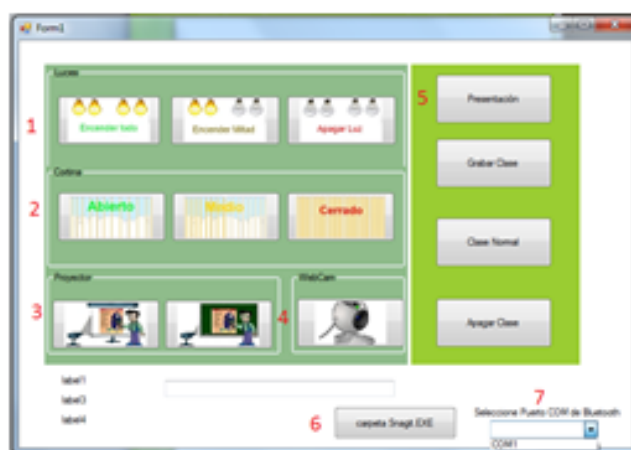 Form1
Luces
1
Encender todo
Encender Mitad
Apagar Luz
5
Presentación
Grabar Clase
Cortina
2
Abierto
Medio
Cerrado
Clase Normal
Proyector
WebCam
3
4
Apagar Clase
label1
label3
label4
6
carpeta Snagit.EXE
7
Seleccione Puerto COM de Bluetooth
COM1